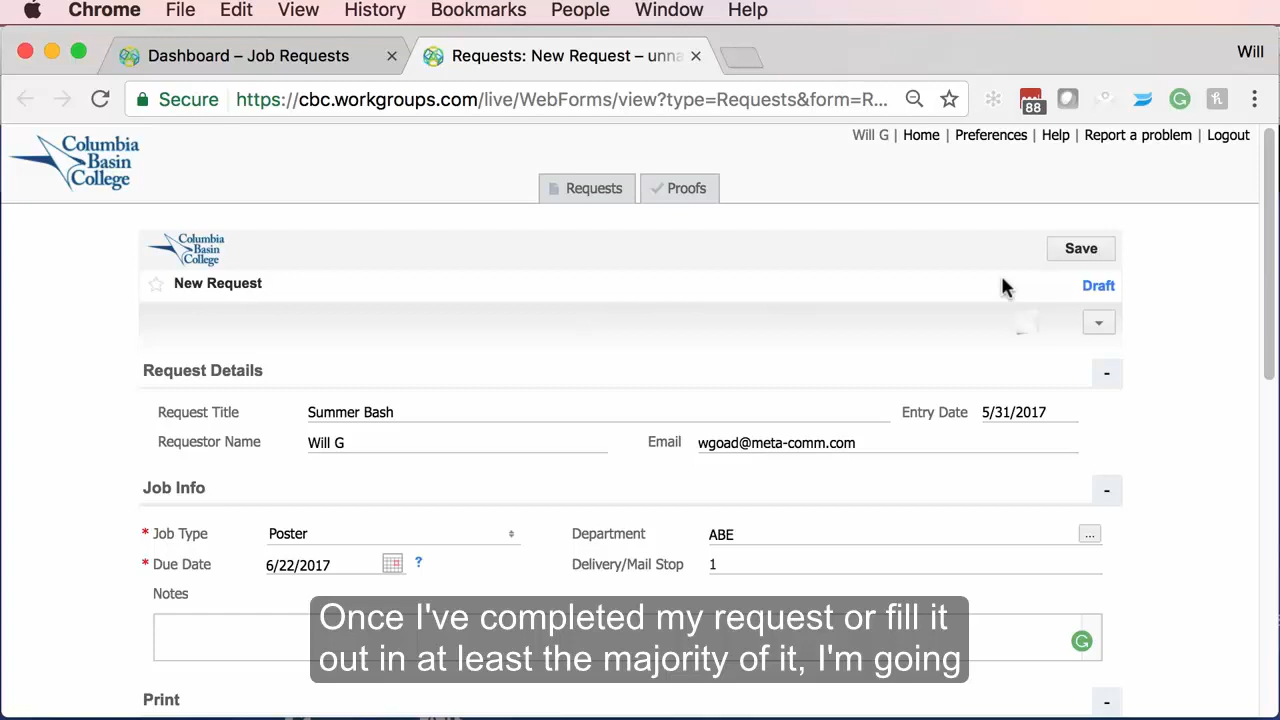 Chrome File Edit View History Bookmarks People Window Help
Dashboard – Job Requests
Requests: New Request – unna
Will
Secure https://cbc.workgroups.com/live/WebForms/view?type=Requests&form=R...
88
Will G | Home | Preferences | Help | Report a problem | Logout
Columbia
Basin
College
Requests
Proofs
Columbia
Basin
College
Save
New Request
Draft
Request Details
-
Request Title Summer Bash Entry Date 5/31/2017
Requestor Name Will G Email wgoad@meta-comm.com
Job Info
-
* Job Type Poster Department ABE ...
* Due Date 6/22/2017 ? Delivery/Mail Stop 1
Notes
Once I've completed my request or fill it
out in at least the majority of it, I'm going
Print
-